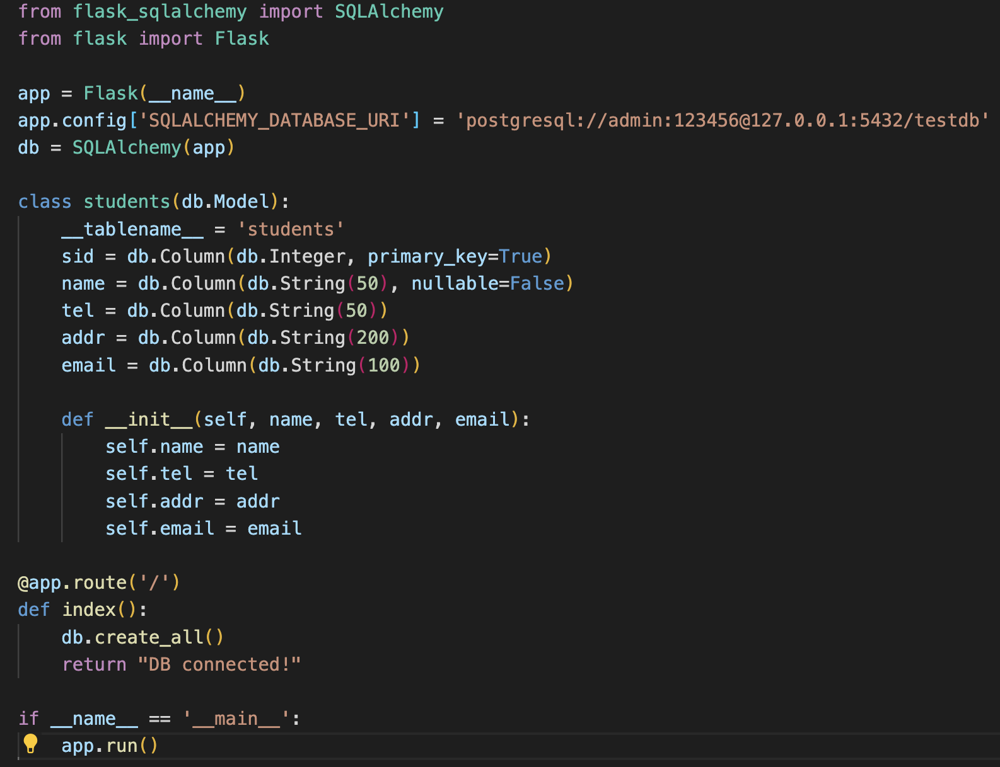 from flask_sqlalchemy import SQLAlchemy
from flask import Flask

app = Flask(__name__)
app.config['SQLALCHEMY_DATABASE_URI'] = 'postgresql://admin:123456@127.0.0.1:5432/testdb'
db = SQLAlchemy(app)

class students(db.Model):
    __tablename__ = 'students'
    sid = db.Column(db.Integer, primary_key=True)
    name = db.Column(db.String(50), nullable=False)
    tel = db.Column(db.String(50))
    addr = db.Column(db.String(200))
    email = db.Column(db.String(100))

    def __init__(self, name, tel, addr, email):
        self.name = name
        self.tel = tel
        self.addr = addr
        self.email = email

@app.route('/')
def index():
    db.create_all()
    return "DB connected!"

if __name__ == '__main__':
    app.run()